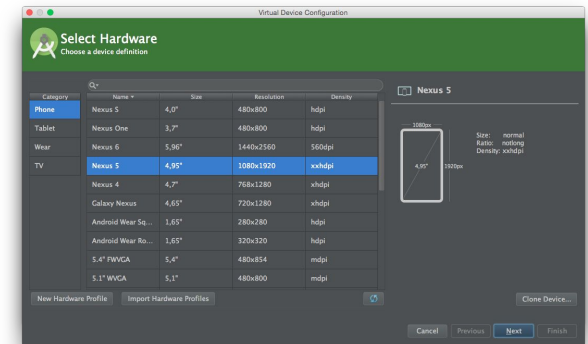 Virtual Device Configuration
Select Hardware
Choose a device definition
Category
Phone
Tablet
Wear
TV
Name Size Resolution Density
Nexus S 4,0" 480x800 hdpi
Nexus One 3,7" 480x800 hdpi
Nexus 6 5,96" 1440x2560 560dpi
Nexus 5 4,95" 1080x1920 xxhdpi
Nexus 4 4,7" 768x1280 xhdpi
Galaxy Nexus 4,65" 720x1280 xhdpi
Android Wear Sq... 1,65" 280x280 hdpi
Android Wear Ro... 1,65" 320x320 hdpi
5.4" FWVGA 5,4" 480x854 mdpi
5.1" WVGA 5,1" 480x800 mdpi
New Hardware Profile Import Hardware Profiles
Nexus 5
1080px
4,95" 1920px
Size: normal
Ratio: notlong
Density: xxhdpi
Clone Device...
Cancel Previous Next Finish